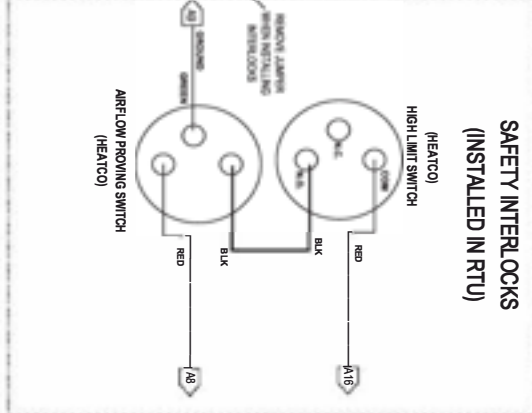 SAFETY INTERLOCKS
(INSTALLED IN RTU)
(HEATCO)
HIGH LIMIT SWITCH
COM
N.C.
N.O.
RED
A16
BLK
BLK
REMOVE JUMPER
WHEN INSTALLING
INTERLOCKS
GROUND
GREEN
RED
A8
AIRFLOW PROVING SWITCH
(HEATCO)